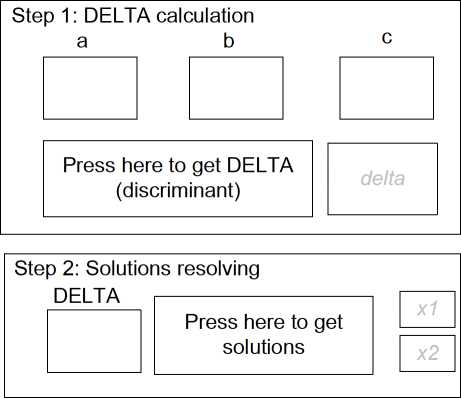 Step 1: DELTA calculation
a b c
Press here to get DELTA
(discriminant)
delta
Step 2: Solutions resolving
DELTA
Press here to get
solutions
x1
x2